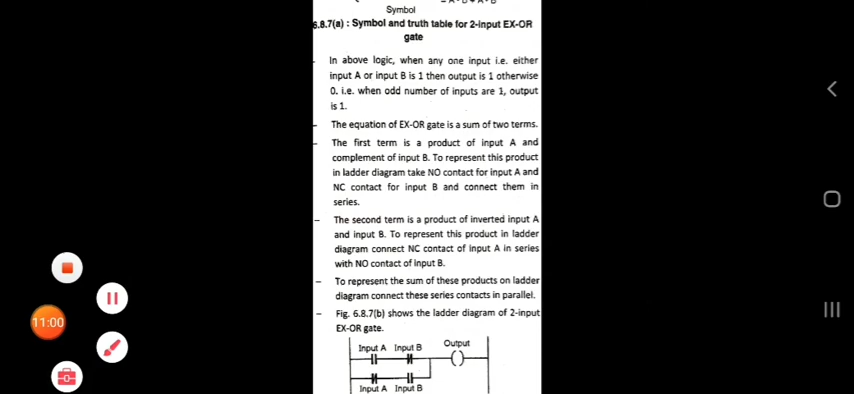 Symbol
6.8.7(a) : Symbol and truth table for 2-input EX-OR
gate
In above logic, when any one input i.e. either
input A or input B is 1 then output is 1 otherwise
0. i.e. when odd number of inputs are 1, output
is 1.
– The equation of EX-OR gate is a sum of two terms.
– The first term is a product of input A and
complement of input B. To represent this product
in ladder diagram take NO contact for input A and
NC contact for input B and connect them in
series.
– The second term is a product of inverted input A
and input B. To represent this product in ladder
diagram connect NC contact of input A in series
with NO contact of input B.
– To represent the sum of these products on ladder
diagram connect these series contacts in parallel.
– Fig. 6.8.7(b) shows the ladder diagram of 2-input
EX-OR gate.
Input A Input B Output
Input A Input B
11:00